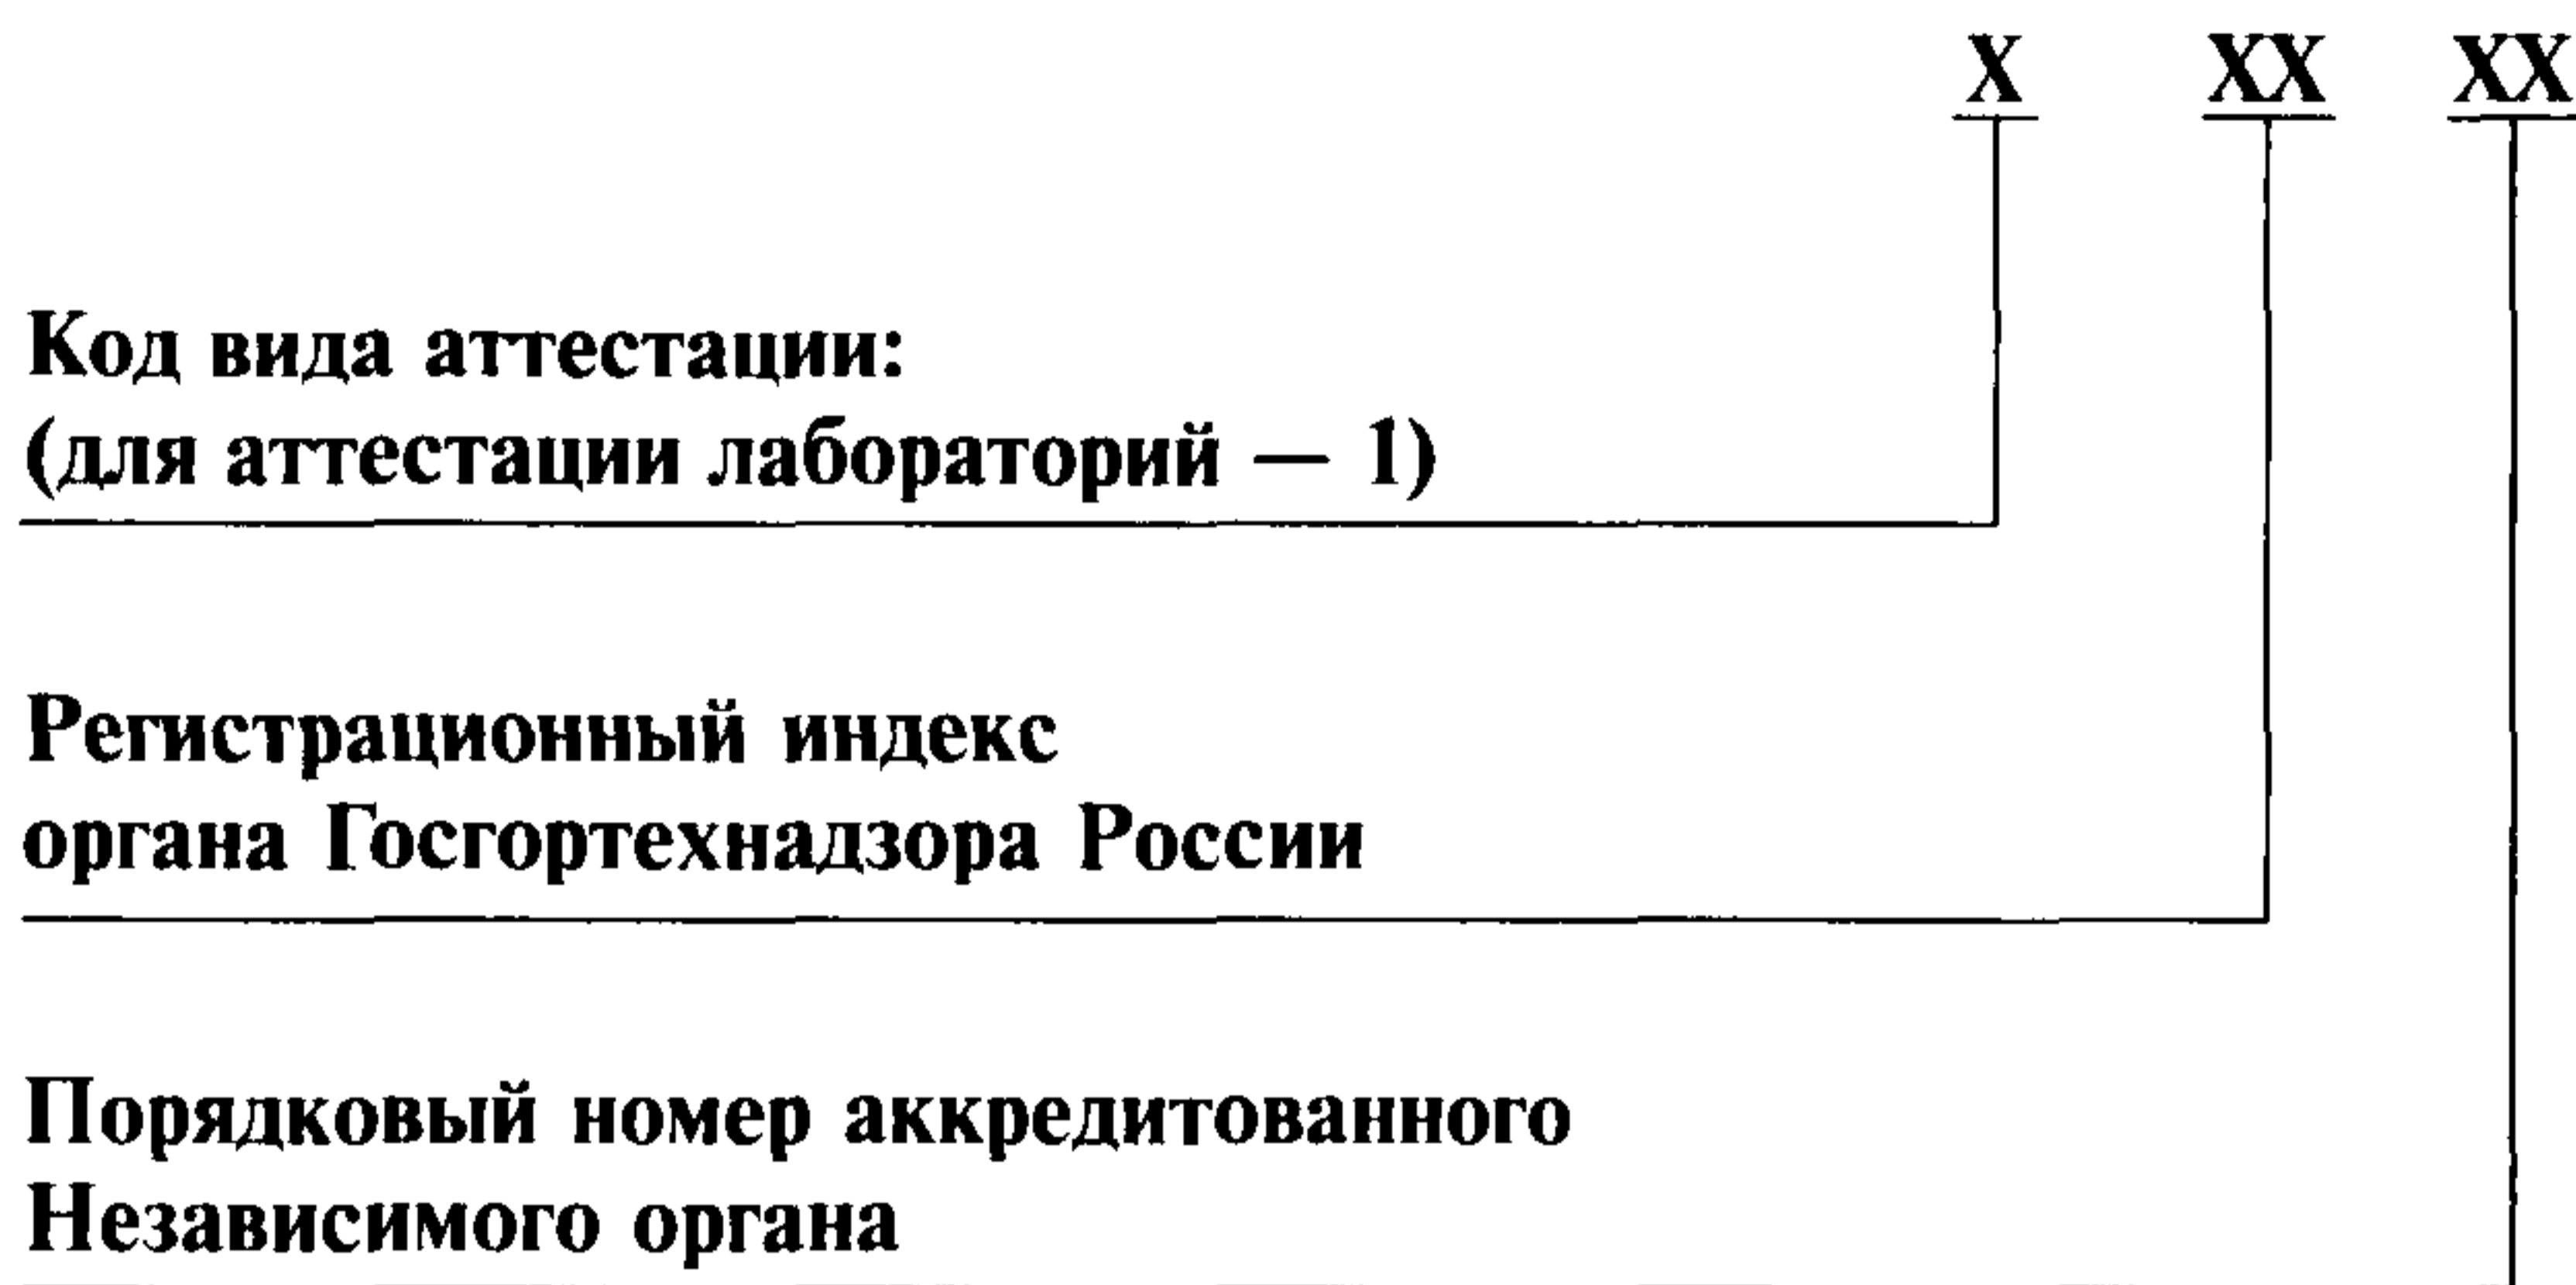 X XX XX
Код вида аттестации:
(для аттестации лабораторий — 1)
Регистрационный индекс
органа Госгортехнадзора России
Порядковый номер аккредитованного
Независимого органа